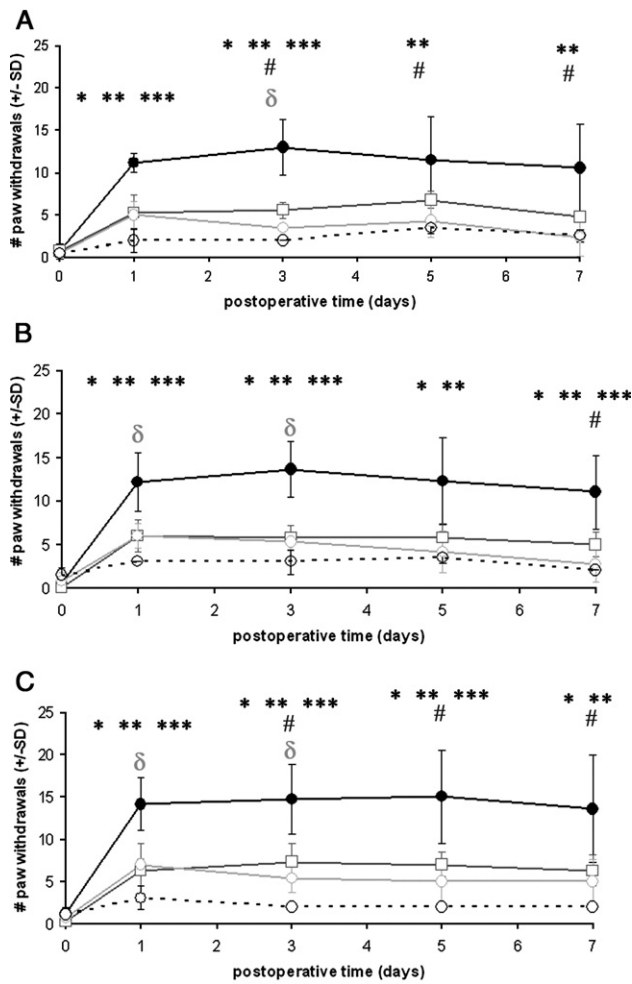 A
# paw withdrawals (+/- SD)
25
20
15
10
5
0
* ** *** * ** *** ** **
# # #
δ
0 1 2 3 4 5 6 7
postoperative time (days)
B
# paw withdrawals (+/-SD)
25
20
15
10
5
0
* ** *** * ** *** * ** * ** ***
δ δ #
0 1 2 3 4 5 6 7
postoperative time (days)
C
# paw withdrawals (+/-SD)
25
20
15
10
5
0
* ** *** * ** *** * ** *** * **
# # #
δ δ
0 1 2 3 4 5 6 7
postoperative time (days)